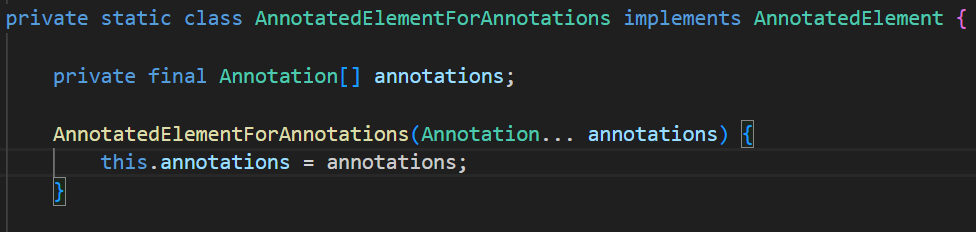 private static class AnnotatedElementForAnnotations implements AnnotatedElement {
private final Annotation[] annotations;
AnnotatedElementForAnnotations(Annotation... annotations) {
this.annotations = annotations;
}